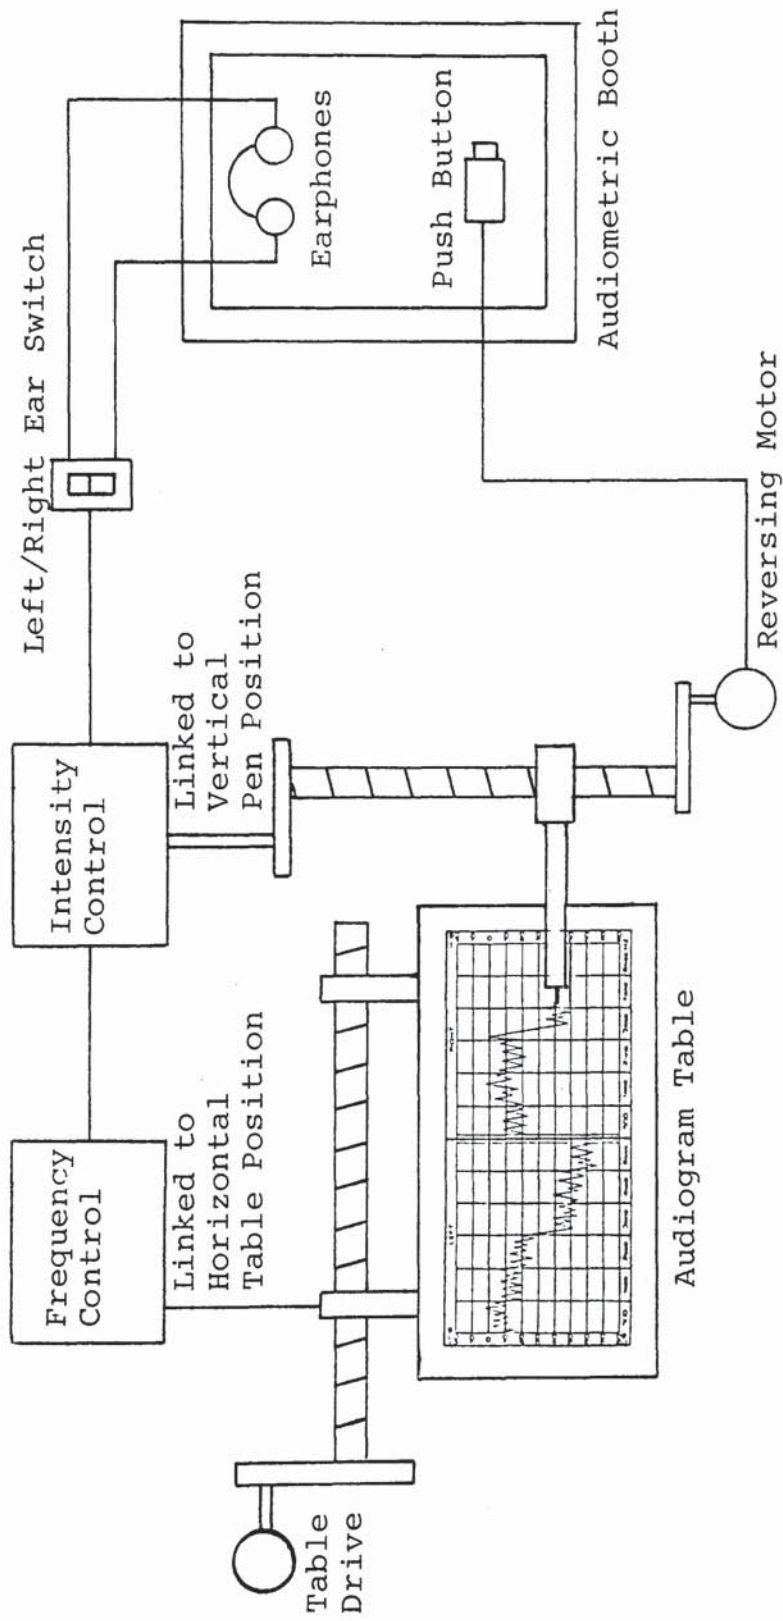 Frequency
Control
Linked to
Horizontal
Table Position
Intensity
Control
Linked to
Vertical
Pen Position
Left/Right Ear Switch
Earphones
Push Button
Audiometric Booth
Table
Drive
Audiogram Table
Reversing Motor